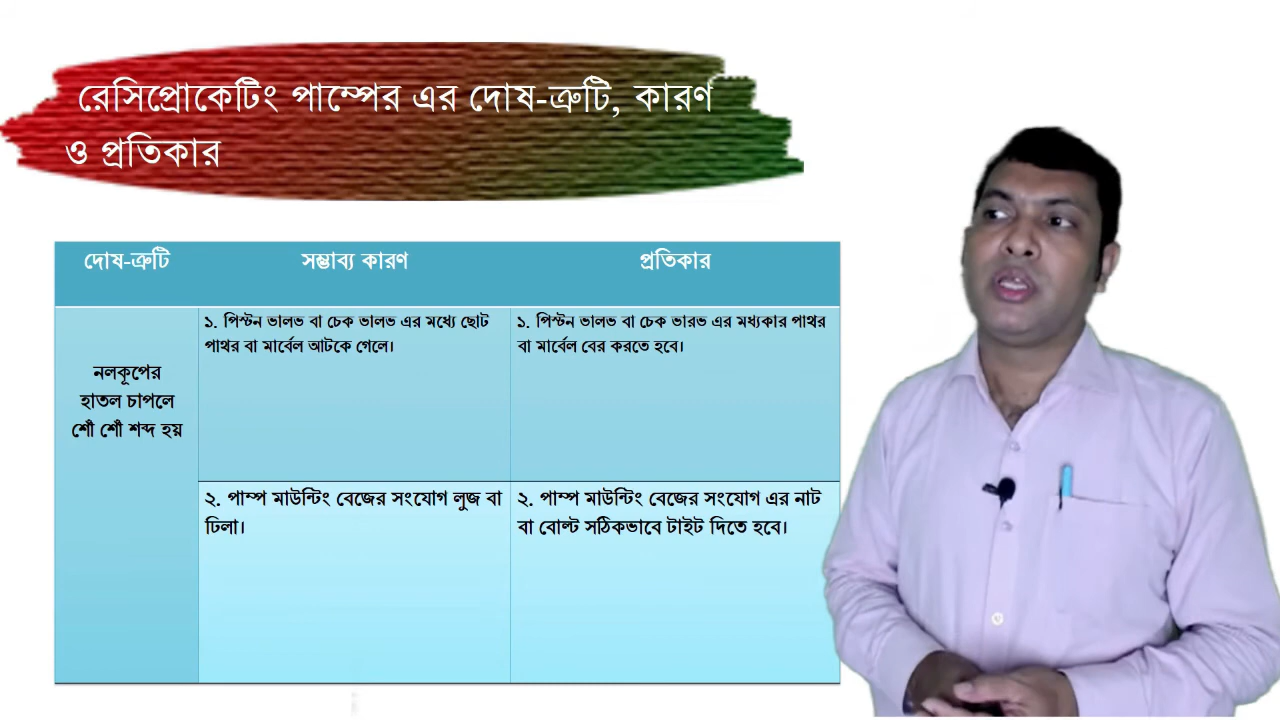 রেসিপ্রোকেটিং পাম্পের এর দোষ-ত্রুটি, কারণ
ও প্রতিকার
দোষ-ত্রুটি
সম্ভাব্য কারণ
প্রতিকার
নলকূপের
হাতল চাপলে
শোঁ শোঁ শব্দ হয়
১. পিস্টন ভালভ বা চেক ভালভ এর মধ্যে ছোট
পাথর বা মার্বেল আটকে গেলে।
১. পিস্টন ভালভ বা চেক ভারভ এর মধ্যকার পাথর
বা মার্বেল বের করতে হবে।
২. পাম্প মাউন্টিং বেজের সংযোগ লুজ বা
ঢিলা।
২. পাম্প মাউন্টিং বেজের সংযোগ এর নাট
বা বোল্ট সঠিকভাবে টাইট দিতে হবে।